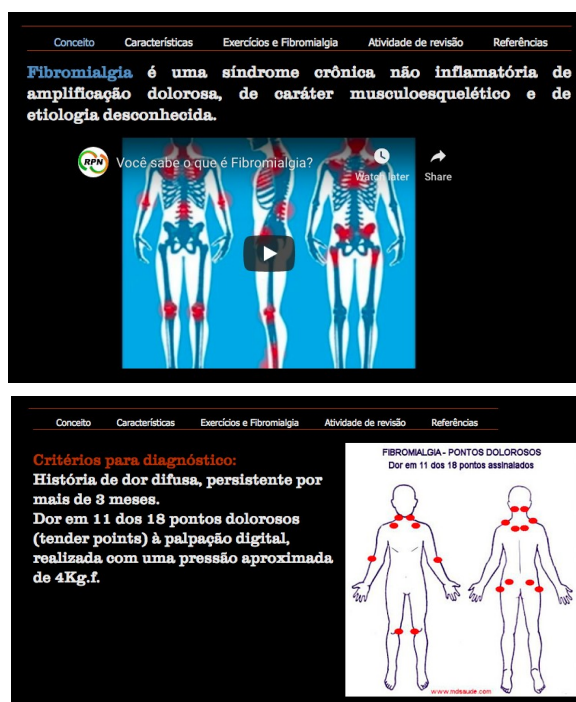 Conceito Características Exercícios e Fibromialgia Atividade de revisão Referências
Fibromialgia é uma síndrome crônica não inflamatória de
amplificação dolorosa, de caráter musculoesquelético e de
etiologia desconhecida.
RPN Você sabe o que é Fibromialgia?
Watch later Share
Conceito Características Exercícios e Fibromialgia Atividade de revisão Referências
Critérios para diagnóstico:
História de dor difusa, persistente por
mais de 3 meses.
Dor em 11 dos 18 pontos dolorosos
(tender points) à palpação digital,
realizada com uma pressão aproximada
de 4Kg.f.
FIBROMIALGIA - PONTOS DOLOROSOS
Dor em 11 dos 18 pontos assinalados
www.mdsaude.com